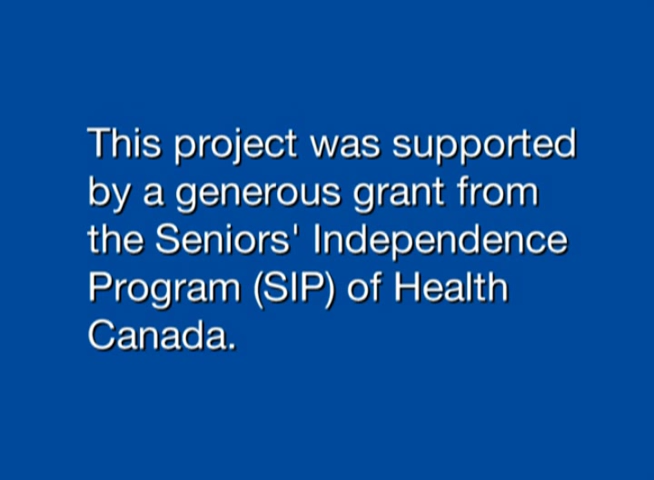 This project was supported
by a generous grant from
the Seniors' Independence
Program (SIP) of Health
Canada.